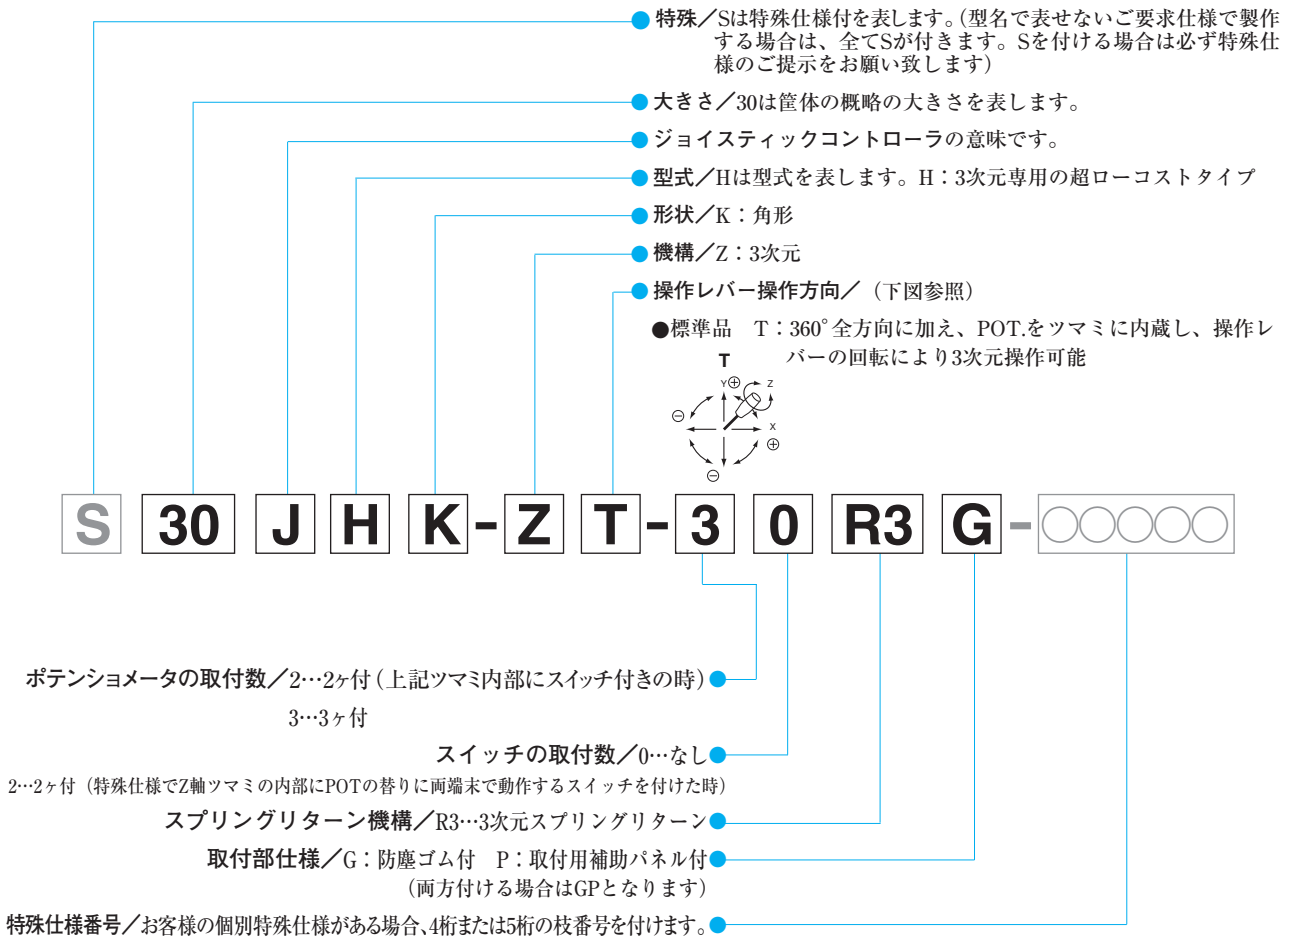 特殊／Sは特殊仕様付を表します。（型名で表せないご要求仕様で製作
する場合は、全てSが付きます。Sを付ける場合は必ず特殊仕
様のご提示をお願い致します）
大きさ／30は筐体の概略の大きさを表します。
ジョイスティックコントローラの意味です。
型式／Hは型式を表します。H：3次元専用の超ローコストタイプ
形状／K：角形
機構／Z：3次元
操作レバー操作方向／（下図参照）
●標準品　T：360°全方向に加え、POT.をツマミに内蔵し、操作レ
バーの回転により3次元操作可能
T
Y⊕ Z
⊖ X
⊕
⊖
S 30 J H K-Z T-3 0 R3 G-○○○○○
ポテンショメータの取付数／2…2ヶ付（上記ツマミ内部にスイッチ付きの時）
3…3ヶ付
スイッチの取付数／0…なし
2…2ヶ付（特殊仕様でZ軸ツマミの内部にPOTの替りに両端末で動作するスイッチを付けた時）
スプリングリターン機構／R3…3次元スプリングリターン
取付部仕様／G：防塵ゴム付　P：取付用補助パネル付
（両方付ける場合はGPとなります）
特殊仕様番号／お客様の個別特殊仕様がある場合、4桁または5桁の枝番号を付けます。